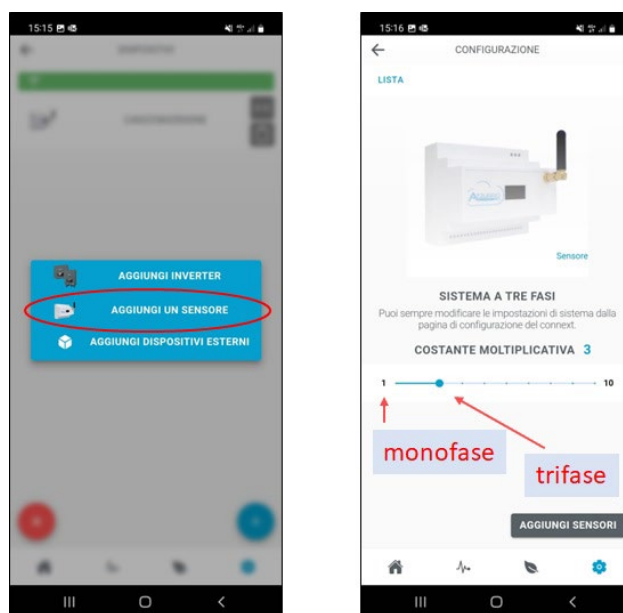 15:15
AGGIUNGI INVERTER
AGGIUNGI UN SENSORE
AGGIUNGI DISPOSITIVI ESTERNI
15:16
CONFIGURAZIONE
LISTA
Sensore
SISTEMA A TRE FASI
Puoi sempre modificare le impostazioni di sistema dalla
pagina di configurazione del connext.
COSTANTE MOLTIPLICATIVA 3
1 10
monofase
trifase
AGGIUNGI SENSORI